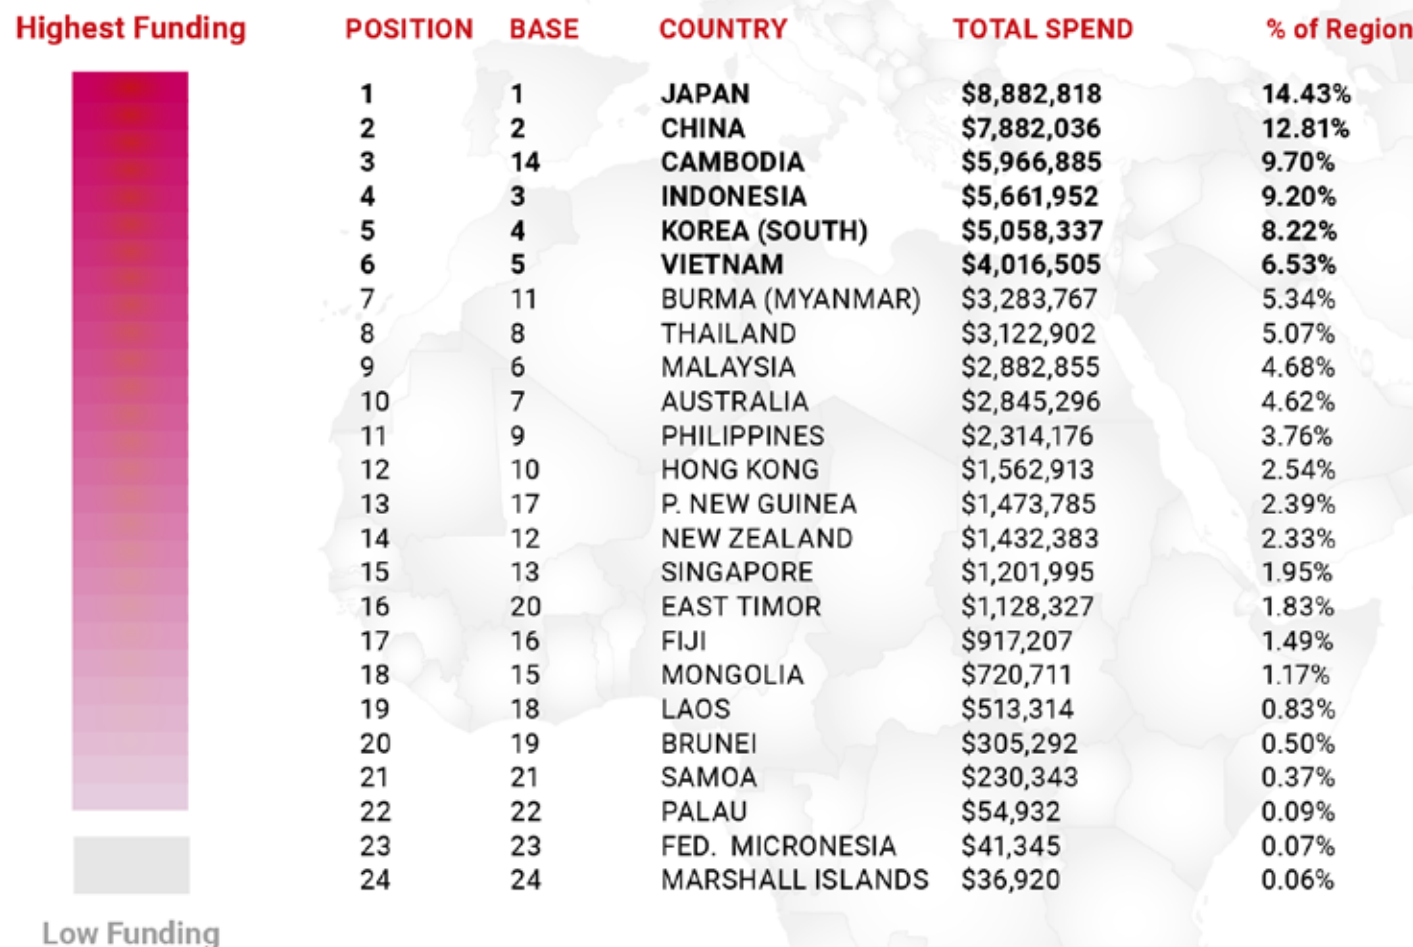 Highest Funding POSITION BASE COUNTRY TOTAL SPEND % of Region
1 1 JAPAN $8,882,818 14.43%
2 2 CHINA $7,882,036 12.81%
3 14 CAMBODIA $5,966,885 9.70%
4 3 INDONESIA $5,661,952 9.20%
5 4 KOREA (SOUTH) $5,058,337 8.22%
6 5 VIETNAM $4,016,505 6.53%
7 11 BURMA (MYANMAR) $3,283,767 5.34%
8 8 THAILAND $3,122,902 5.07%
9 6 MALAYSIA $2,882,855 4.68%
10 7 AUSTRALIA $2,845,296 4.62%
11 9 PHILIPPINES $2,314,176 3.76%
12 10 HONG KONG $1,562,913 2.54%
13 17 P. NEW GUINEA $1,473,785 2.39%
14 12 NEW ZEALAND $1,432,383 2.33%
15 13 SINGAPORE $1,201,995 1.95%
16 20 EAST TIMOR $1,128,327 1.83%
17 16 FIJI $917,207 1.49%
18 15 MONGOLIA $720,711 1.17%
19 18 LAOS $513,314 0.83%
20 19 BRUNEI $305,292 0.50%
21 21 SAMOA $230,343 0.37%
22 22 PALAU $54,932 0.09%
23 23 FED. MICRONESIA $41,345 0.07%
24 24 MARSHALL ISLANDS $36,920 0.06%
Low Funding